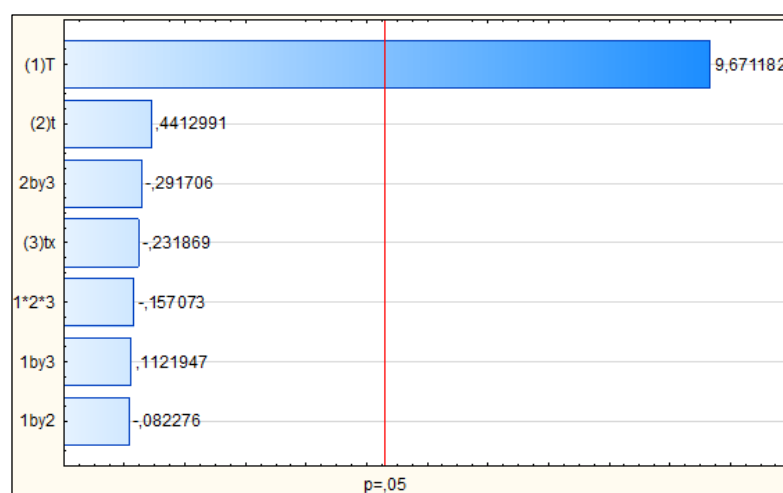 (1)T 9,671182
(2)t ,4412991
2by3 -,291706
(3)tx -,231869
1*2*3 -,157073
1by3 ,1121947
1by2 -,082276
p=,05